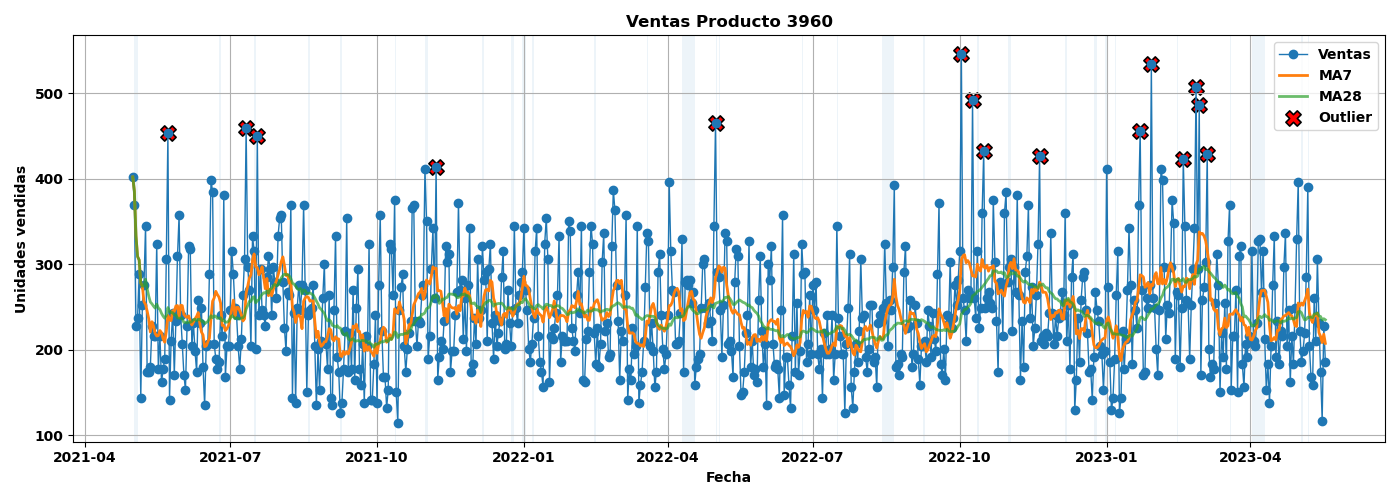 Ventas Producto 3960
Unidades vendidas
500
400
300
200
100
2021-04 2021-07 2021-10 2022-01 2022-04 2022-07 2022-10 2023-01 2023-04
Fecha
Ventas
MA7
MA28
Outlier